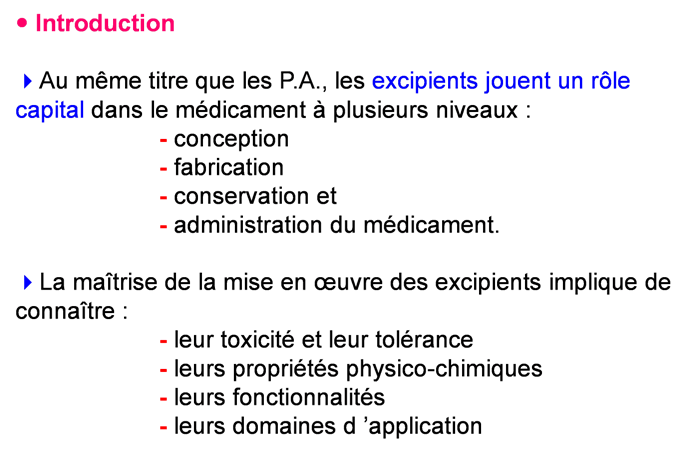 • Introduction
Au même titre que les P.A., les excipients jouent un rôle
capital dans le médicament à plusieurs niveaux :
- conception
- fabrication
- conservation et
- administration du médicament.
La maîtrise de la mise en œuvre des excipients implique de
connaître :
- leur toxicité et leur tolérance
- leurs propriétés physico-chimiques
- leurs fonctionnalités
- leurs domaines d ’application